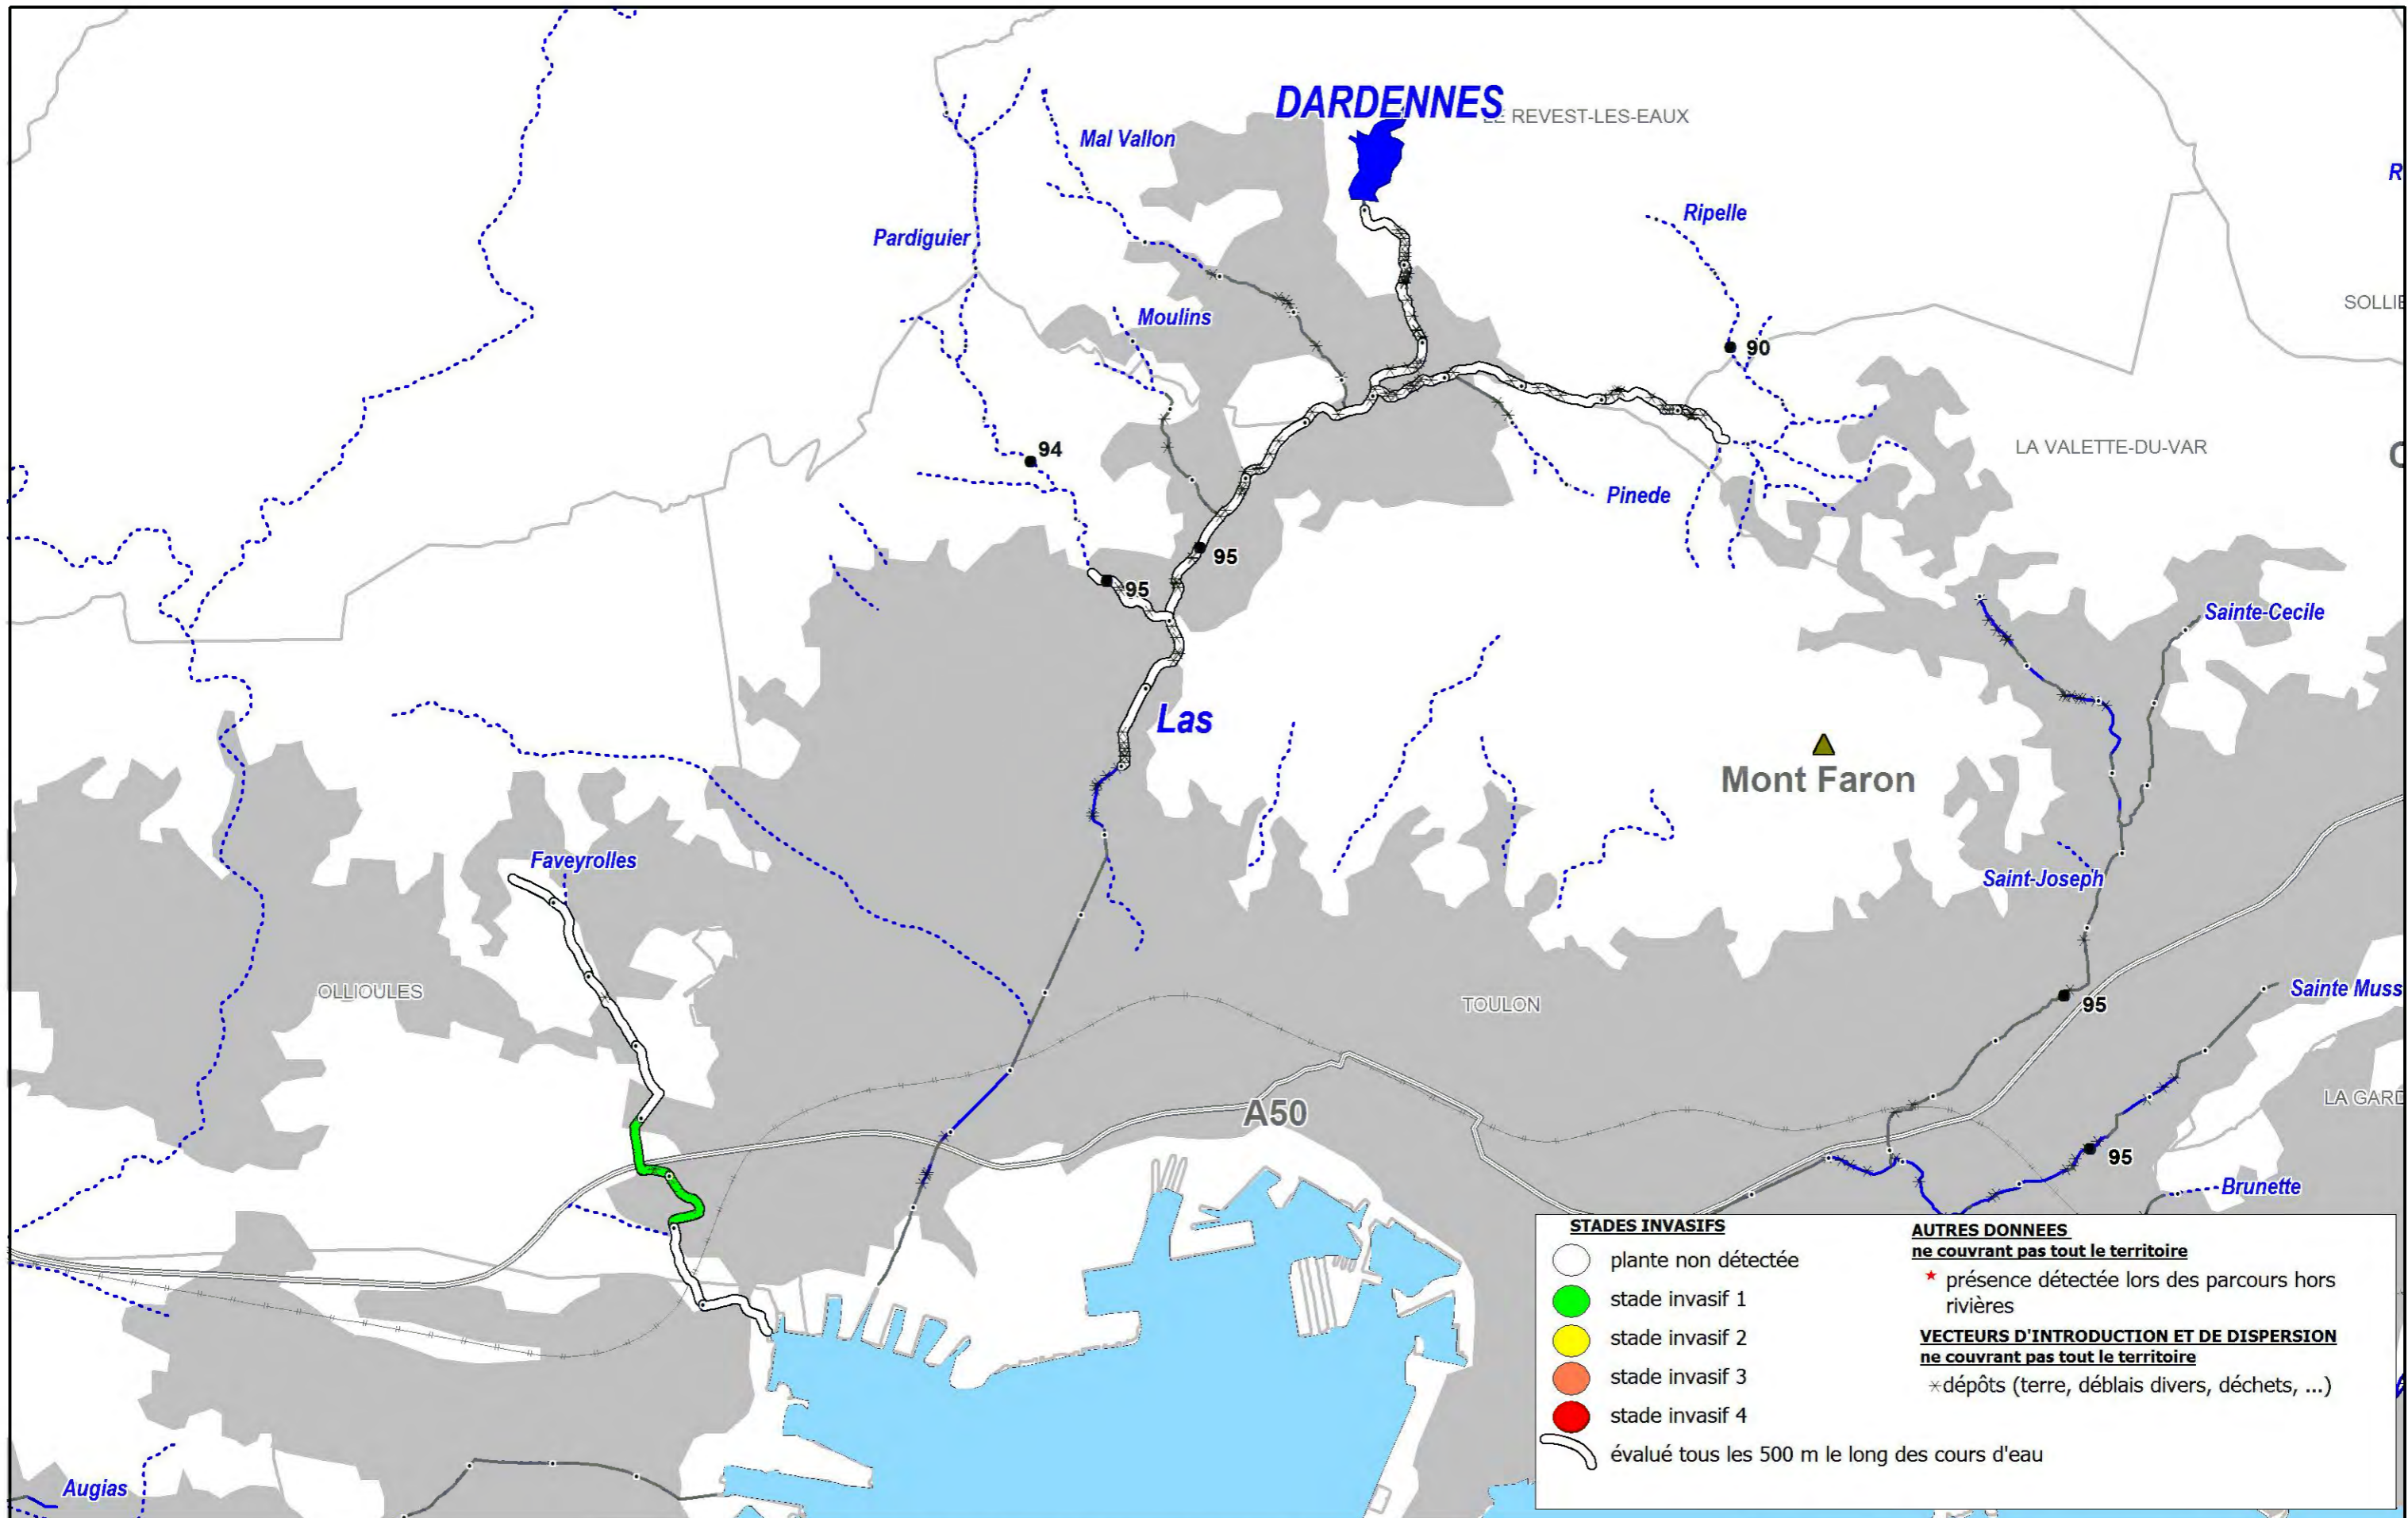 DARDENNES
LE REVEST-LES-EAUX
Mal Vallon
R
Ripelle
Pardiguier
SOLLIE
Moulins
90
LA VALETTE-DU-VAR
94
C
Pinede
95
95
Sainte-Cecile
Las
Mont Faron
Faveyrolles
Saint-Joseph
OLLIOULES
Sainte Muss
TOULON
95
LA GARD
A50
95
Brunette
STADES INVASIFS
plante non détectée
stade invasif 1
stade invasif 2
stade invasif 3
stade invasif 4
évalué tous les 500 m le long des cours d'eau
AUTRES DONNEES
ne couvrant pas tout le territoire
présence détectée lors des parcours hors
rivières
VECTEURS D'INTRODUCTION ET DE DISPERSION
ne couvrant pas tout le territoire
dépôts (terre, déblais divers, déchets, ...)
Augias